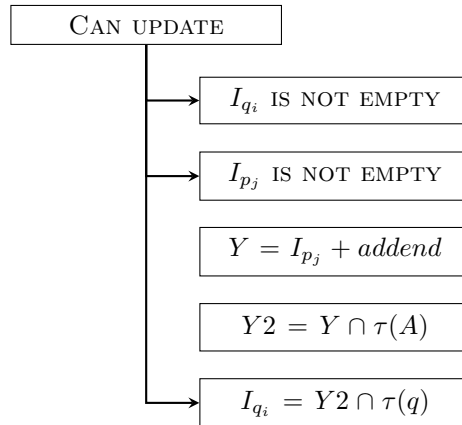 CAN UPDATE
I_{q_i} IS NOT EMPTY
I_{p_j} IS NOT EMPTY
Y = I_{p_j} + addend
Y2 = Y ∩ τ(A)
I_{q_i} = Y2 ∩ τ(q)